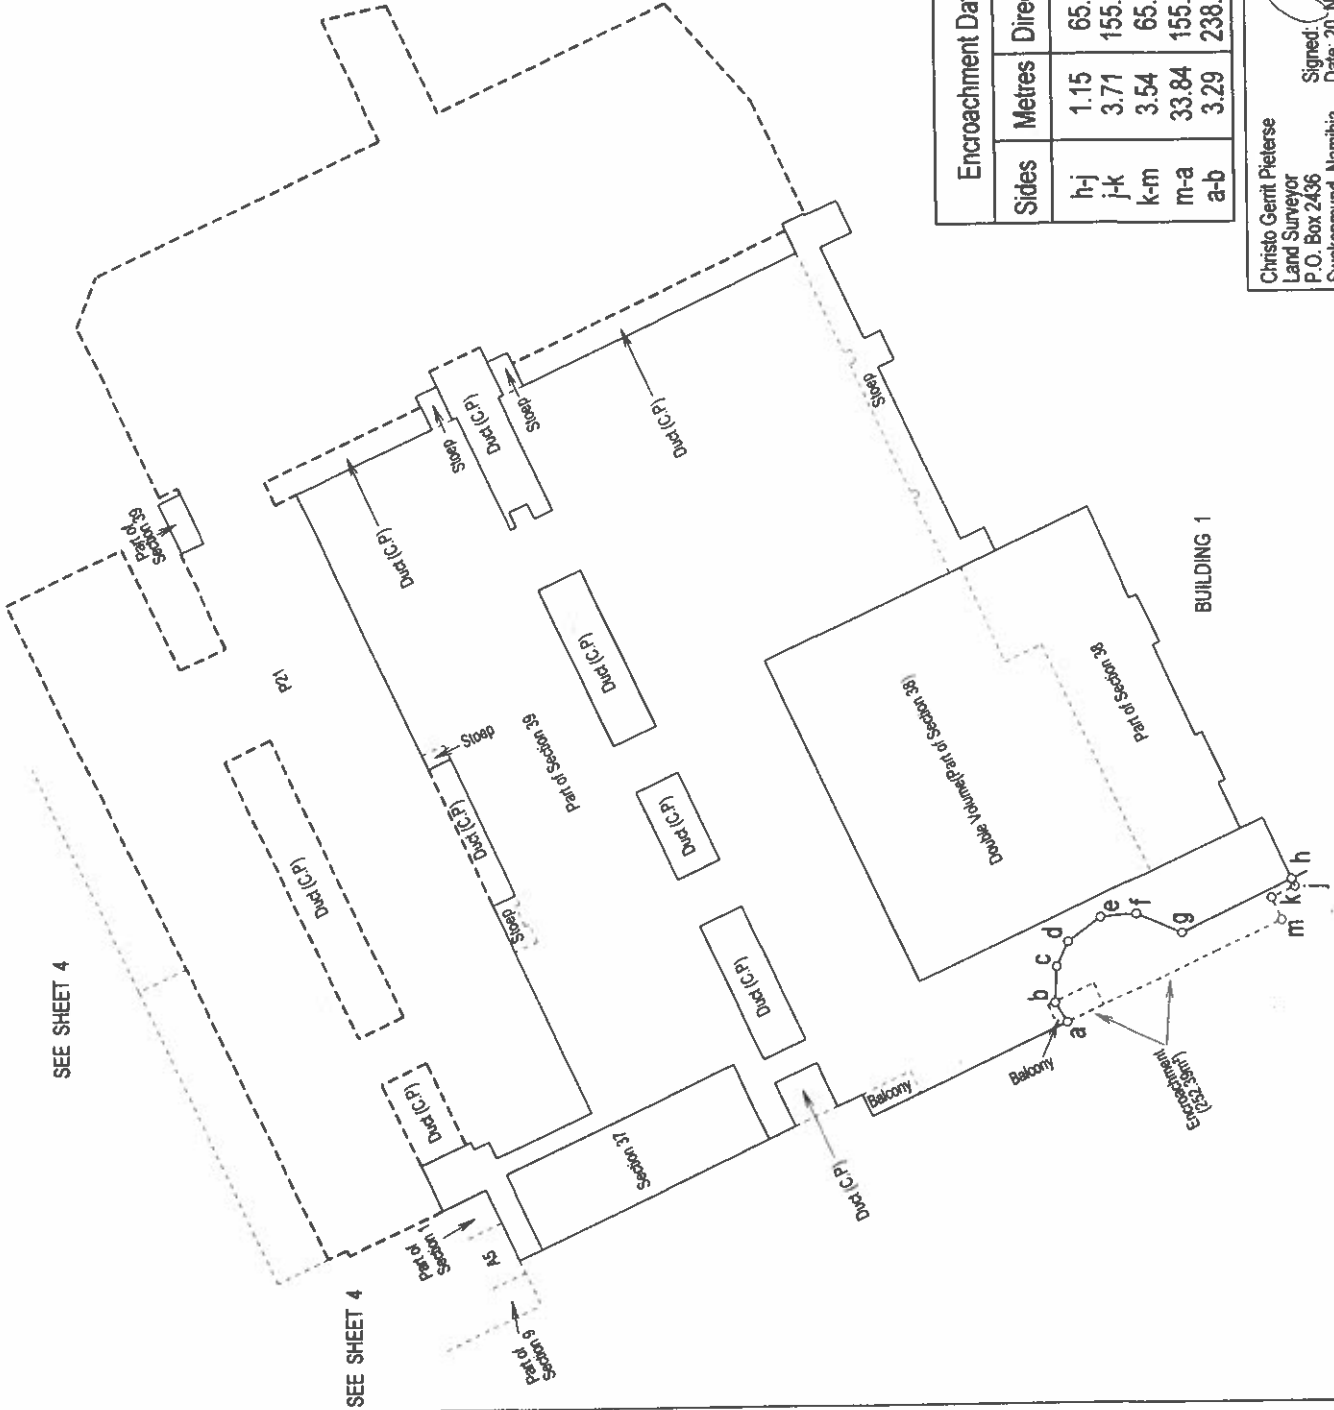 SEE SHEET 4
SEE SHEET 4
Part of
Section 39
P21
Duct (C.P)
Duct (C.P)
Stoep
Duct (C.P)
Stoep
Duct (C.P)
Stoep
Duct (C.P)
Part of Section 39
Duct (C.P)
Stoep
Duct (C.P)
Duct (C.P)
Duct (C.P)
Duct (C.P)
Part of
Section 1
A5
Part of
Section 9
Section 37
Duct (C.P)
Balcony
Balcony
Stoep
Double Volume(Part of Section 38)
Part of Section 38
BUILDING 1
a
b
c
d
e
f
g
h
j
k
m
Encroachment
(252.39m²)
Encroachment Da
Sides Metres Direc
h-j 1.15 65.
j-k 3.71 155.
k-m 3.54 65.
m-a 33.84 155.
a-b 3.29 238.
Christo Gerrit Pieterse
Land Surveyor
P.O. Box 2436 Signed: